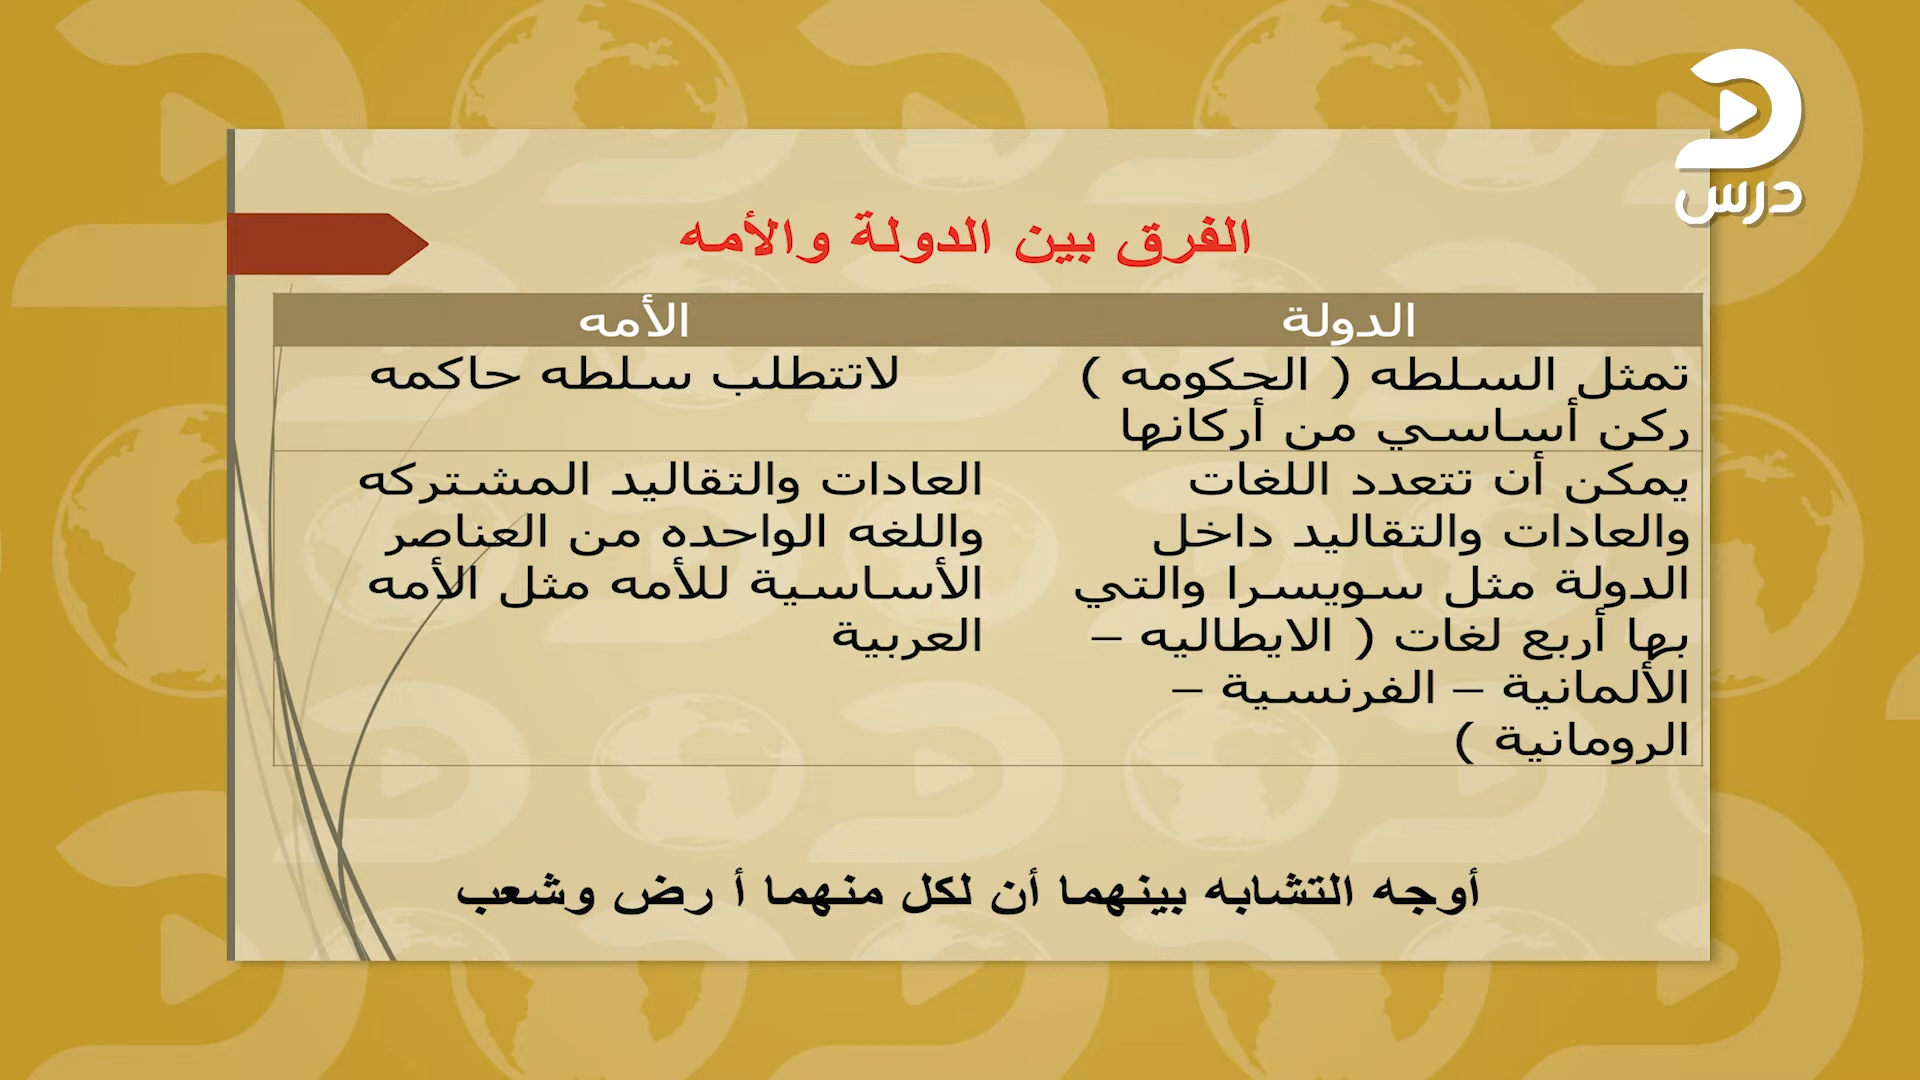 درس
الفرق بين الدولة والأمه
الدولة
الأمه
تمثل السلطه ( الحكومه )
ركن أساسي من أركانها
لاتتطلب سلطه حاكمه
يمكن أن تتعدد اللغات
والعادات والتقاليد داخل
الدولة مثل سويسرا والتي
بها أربع لغات ( الايطاليه –
الألمانية – الفرنسية –
الرومانية )
العادات والتقاليد المشتركه
واللغه الواحده من العناصر
الأساسية للأمه مثل الأمه
العربية
أوجه التشابه بينهما أن لكل منهما أ رض وشعب